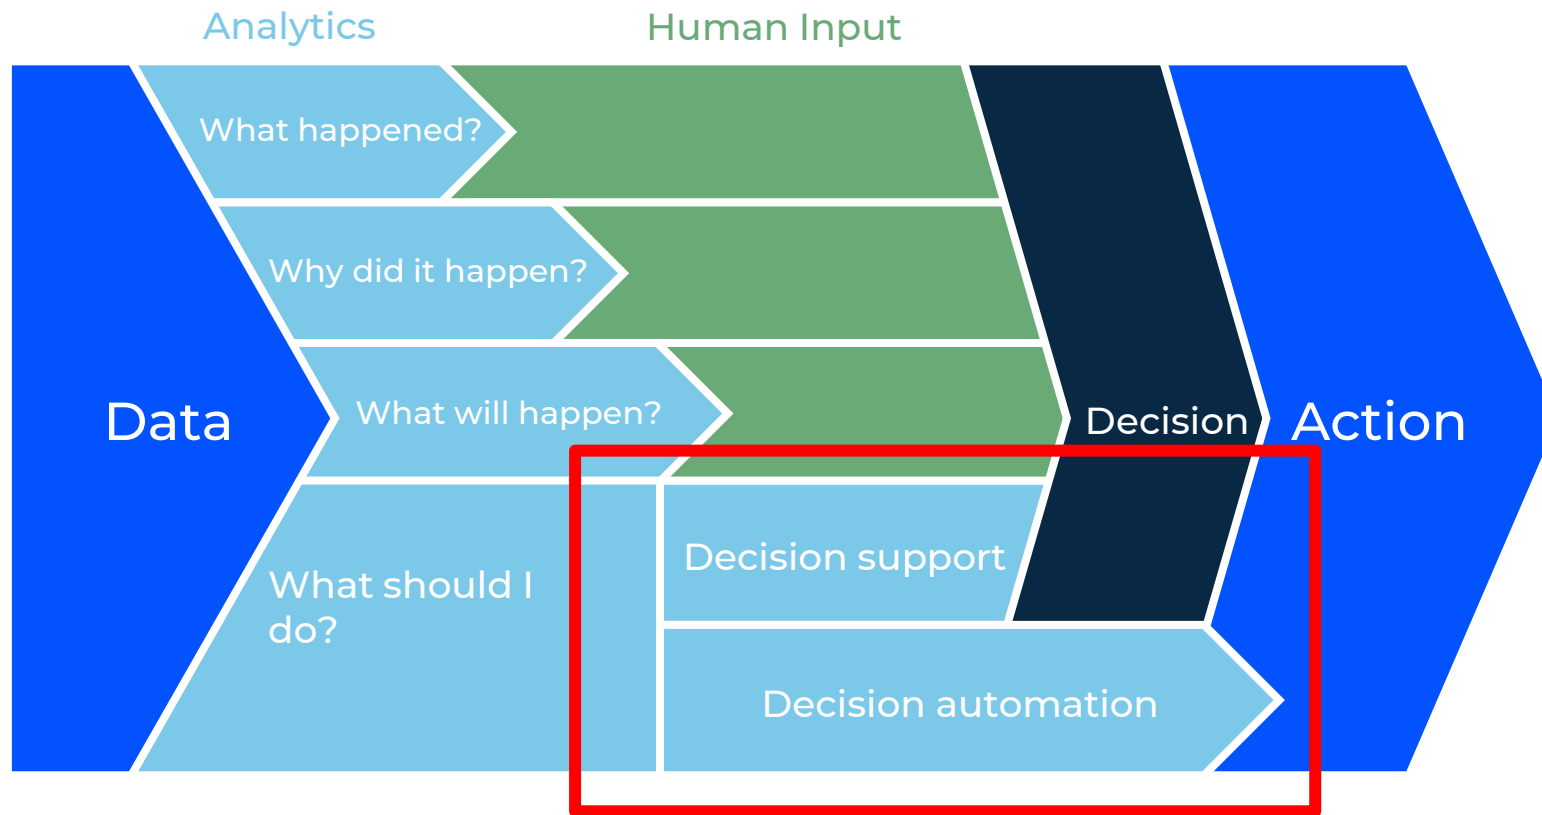 Analytics
Human Input
What happened?
Why did it happen?
What will happen?
Data
Decision
Action
What should I
do?
Decision support
Decision automation